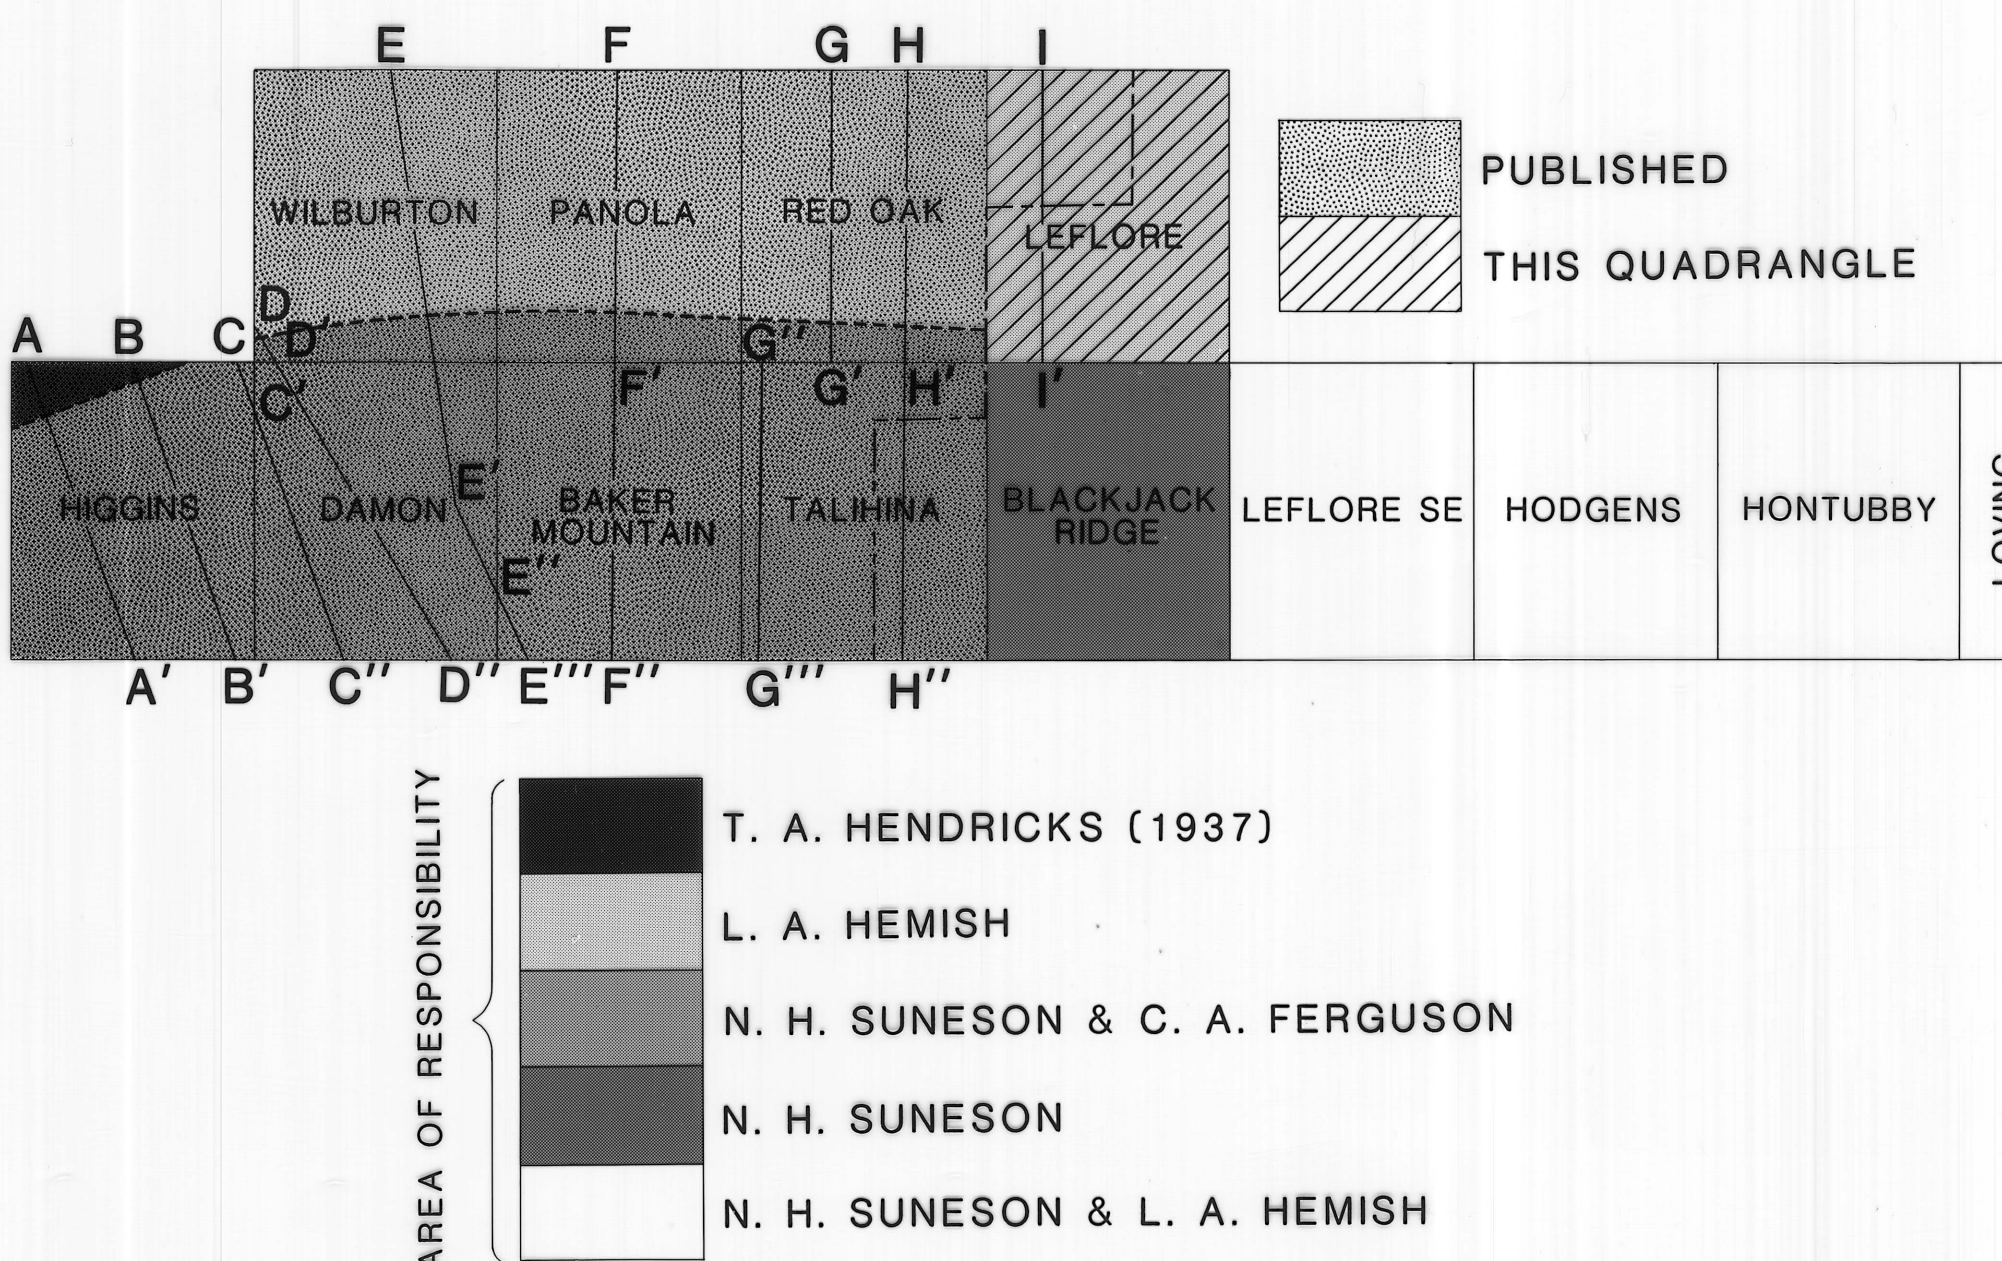 E F G H I
PUBLISHED
WILBURTON PANOLA RED OAK
LEFLORE
THIS QUADRANGLE
D
A B C D' G''
C' F' G' H' I'
E'
HIGGINS DAMON BAKER MOUNTAIN TALIHINA BLACKJACK RIDGE LEFLORE SE HODGENS HONTUBBY LOVING
E''
A' B' C'' D'' E''' F'' G''' H''
AREA OF RESPONSIBILITY
T. A. HENDRICKS (1937)
L. A. HEMISH
N. H. SUNESON & C. A. FERGUSON
N. H. SUNESON
N. H. SUNESON & L. A. HEMISH